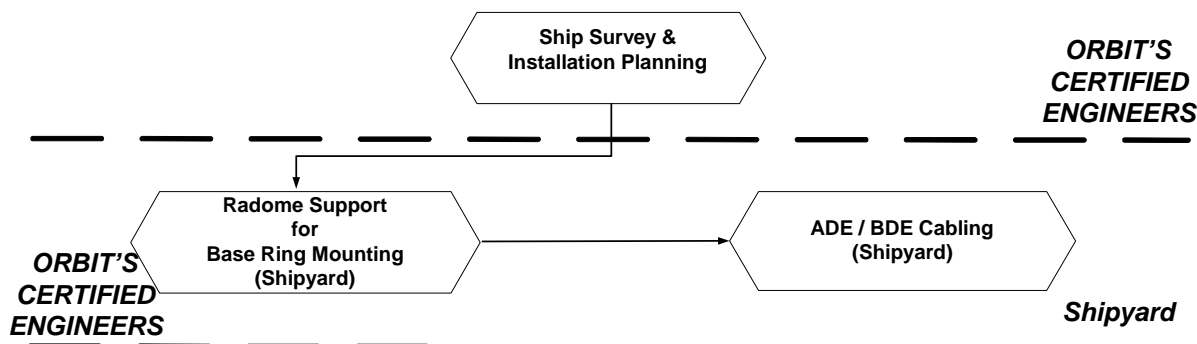 Ship Survey &
Installation Planning
ORBIT'S
CERTIFIED
ENGINEERS
Radome Support
for
Base Ring Mounting
(Shipyard)
ADE / BDE Cabling
(Shipyard)
ORBIT'S
CERTIFIED
ENGINEERS
Shipyard